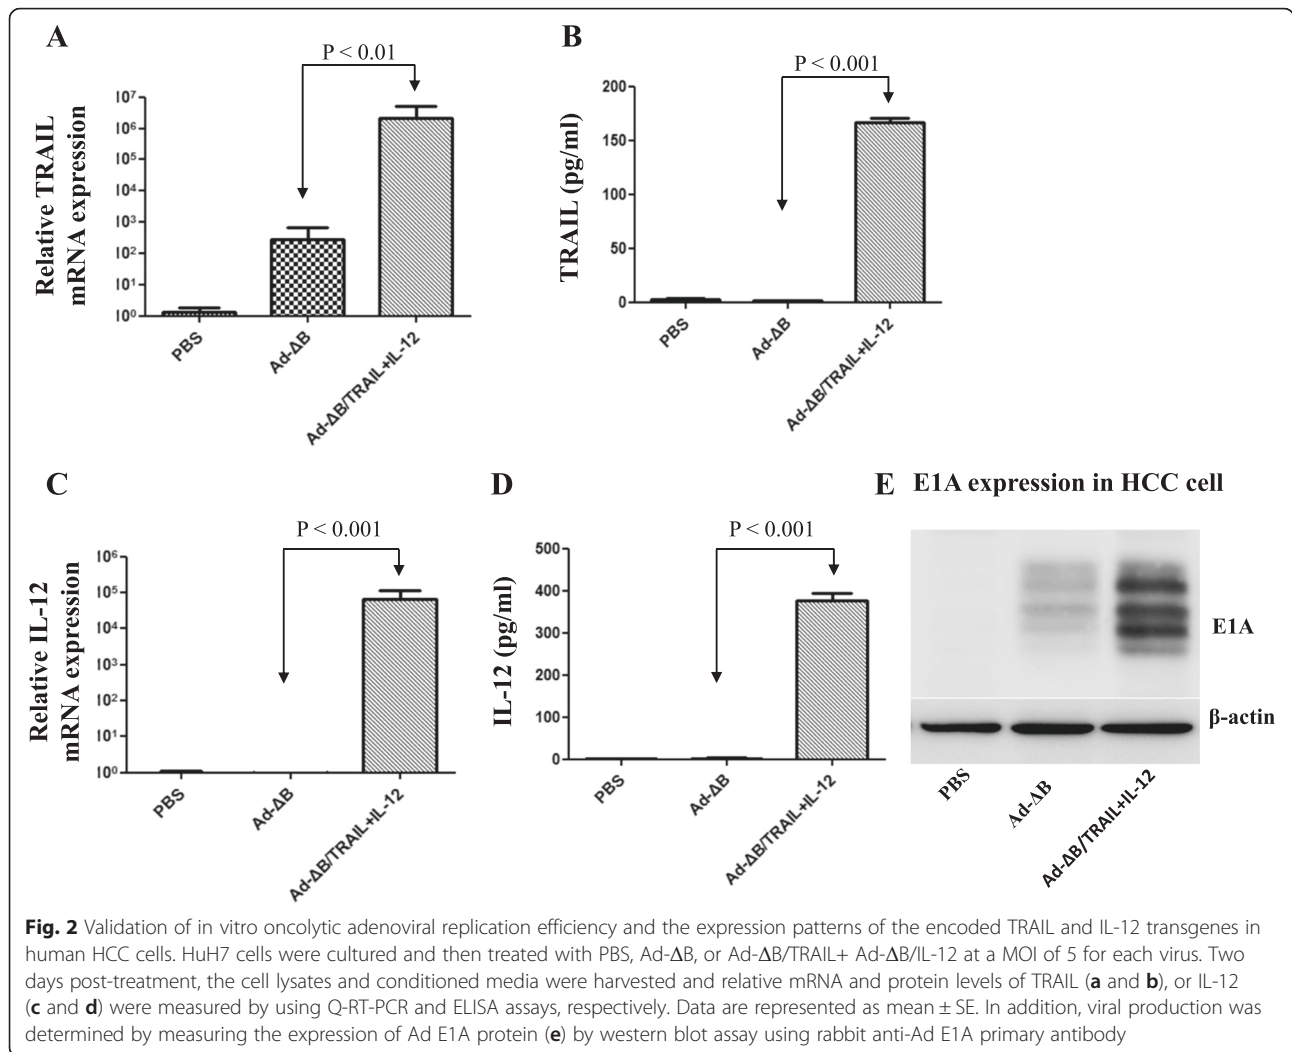 A
P < 0.01
Relative TRAIL
mRNA expression
10⁷
10⁶
10⁵
10⁴
10³
10²
10¹
10⁰
PBS
Ad-ΔB
Ad-ΔB/TRAIL+IL-12
B
P < 0.001
TRAIL (pg/ml)
200
150
100
50
0
PBS
Ad-ΔB
Ad-ΔB/TRAIL+IL-12
C
P < 0.001
Relative IL-12
mRNA expression
10⁶
10⁵
10⁴
10³
10²
10¹
10⁰
PBS
Ad-ΔB
Ad-ΔB/TRAIL+IL-12
D
P < 0.001
IL-12 (pg/ml)
500
400
300
200
100
0
PBS
Ad-ΔB
Ad-ΔB/TRAIL+IL-12
E E1A expression in HCC cell
E1A
β-actin
PBS
Ad-ΔB
Ad-ΔB/TRAIL+IL-12
Fig. 2 Validation of in vitro oncolytic adenoviral replication efficiency and the expression patterns of the encoded TRAIL and IL-12 transgenes in
human HCC cells. HuH7 cells were cultured and then treated with PBS, Ad-ΔB, or Ad-ΔB/TRAIL+ Ad-ΔB/IL-12 at a MOI of 5 for each virus. Two
days post-treatment, the cell lysates and conditioned media were harvested and relative mRNA and protein levels of TRAIL (a and b), or IL-12
(c and d) were measured by using Q-RT-PCR and ELISA assays, respectively. Data are represented as mean ± SE. In addition, viral production was
determined by measuring the expression of Ad E1A protein (e) by western blot assay using rabbit anti-Ad E1A primary antibody